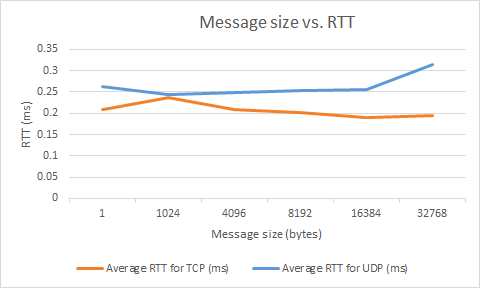 Message size vs. RTT
0.35
0.3
0.25
0.2
0.15
0.1
0.05
0
RTT (ms)
1 1024 4096 8192 16384 32768
Message size (bytes)
Average RTT for TCP (ms) Average RTT for UDP (ms)